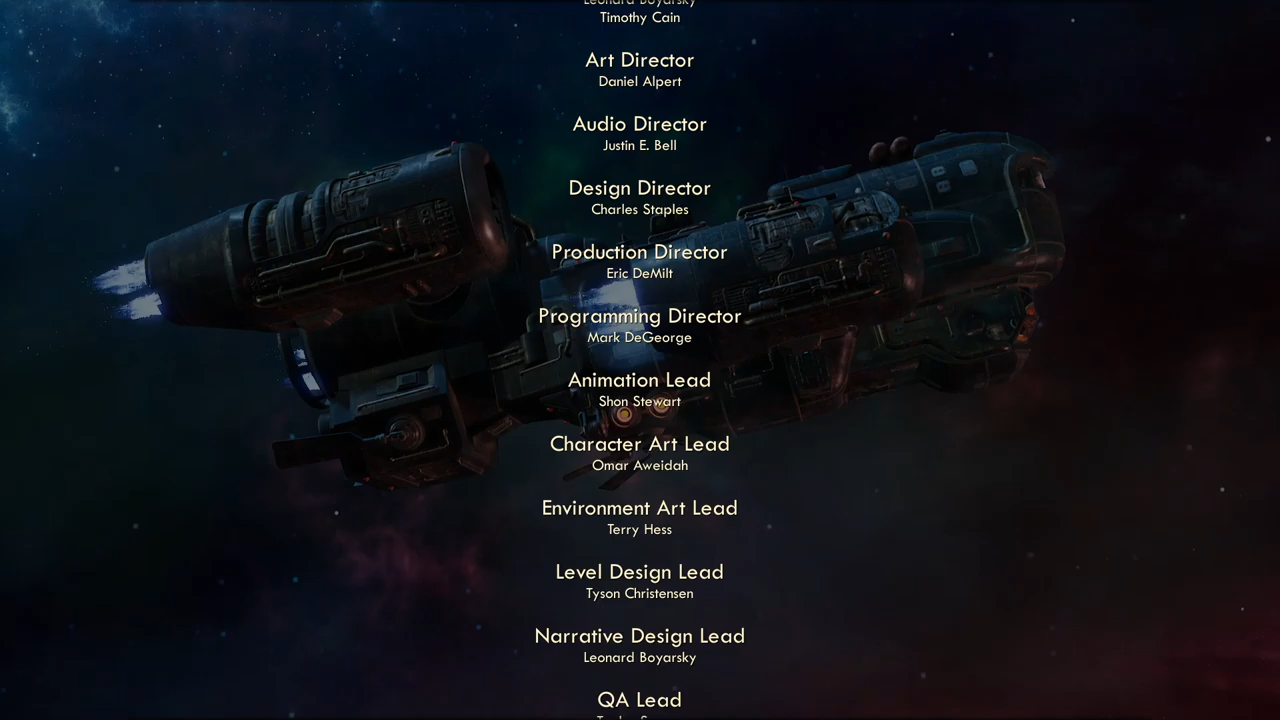 Leonard Boyarsky
Timothy Cain
Art Director
Daniel Alpert
Audio Director
Justin E. Bell
Design Director
Charles Staples
Production Director
Eric DeMilt
Programming Director
Mark DeGeorge
Animation Lead
Shon Stewart
Character Art Lead
Omar Aweidah
Environment Art Lead
Terry Hess
Level Design Lead
Tyson Christensen
Narrative Design Lead
Leonard Boyarsky
QA Lead